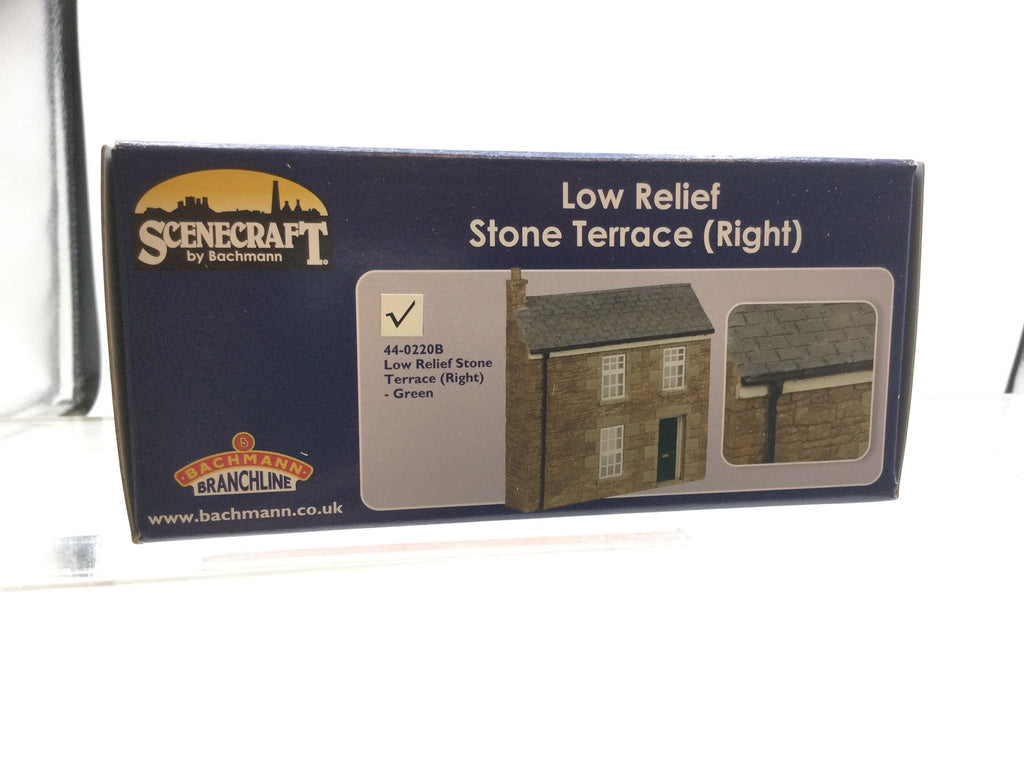 SCENECRAFT.
by Bachmann
Low Relief
Stone Terrace (Right)
44-0220B
Low Relief Stone
Terrace (Right)
- Green
BACHMANN
BRANCHLINE
www.bachmann.co.uk